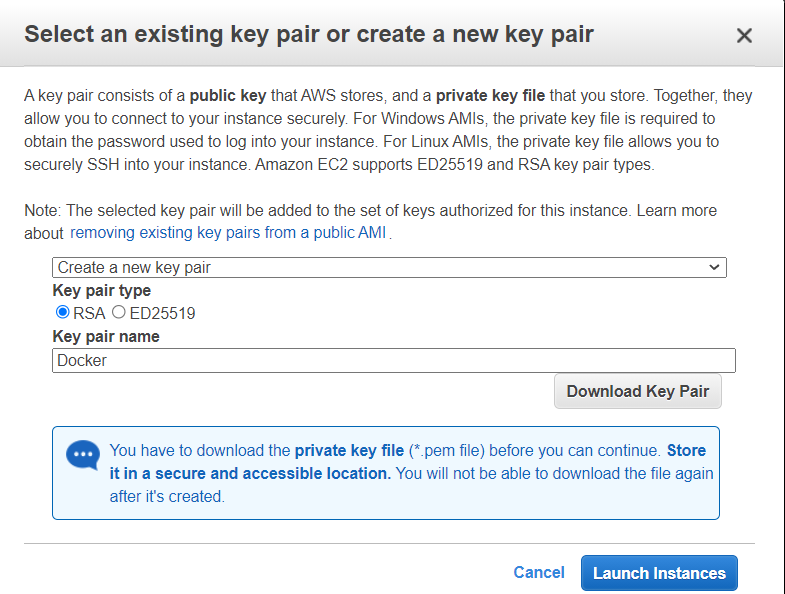 Select an existing key pair or create a new key pair
A key pair consists of a public key that AWS stores, and a private key file that you store. Together, they
allow you to connect to your instance securely. For Windows AMIs, the private key file is required to
obtain the password used to log into your instance. For Linux AMIs, the private key file allows you to
securely SSH into your instance. Amazon EC2 supports ED25519 and RSA key pair types.
Note: The selected key pair will be added to the set of keys authorized for this instance. Learn more
about removing existing key pairs from a public AMI.
Create a new key pair
Key pair type
RSA ED25519
Key pair name
Docker
Download Key Pair
You have to download the private key file (*.pem file) before you can continue. Store
it in a secure and accessible location. You will not be able to download the file again
after it's created.
Cancel Launch Instances